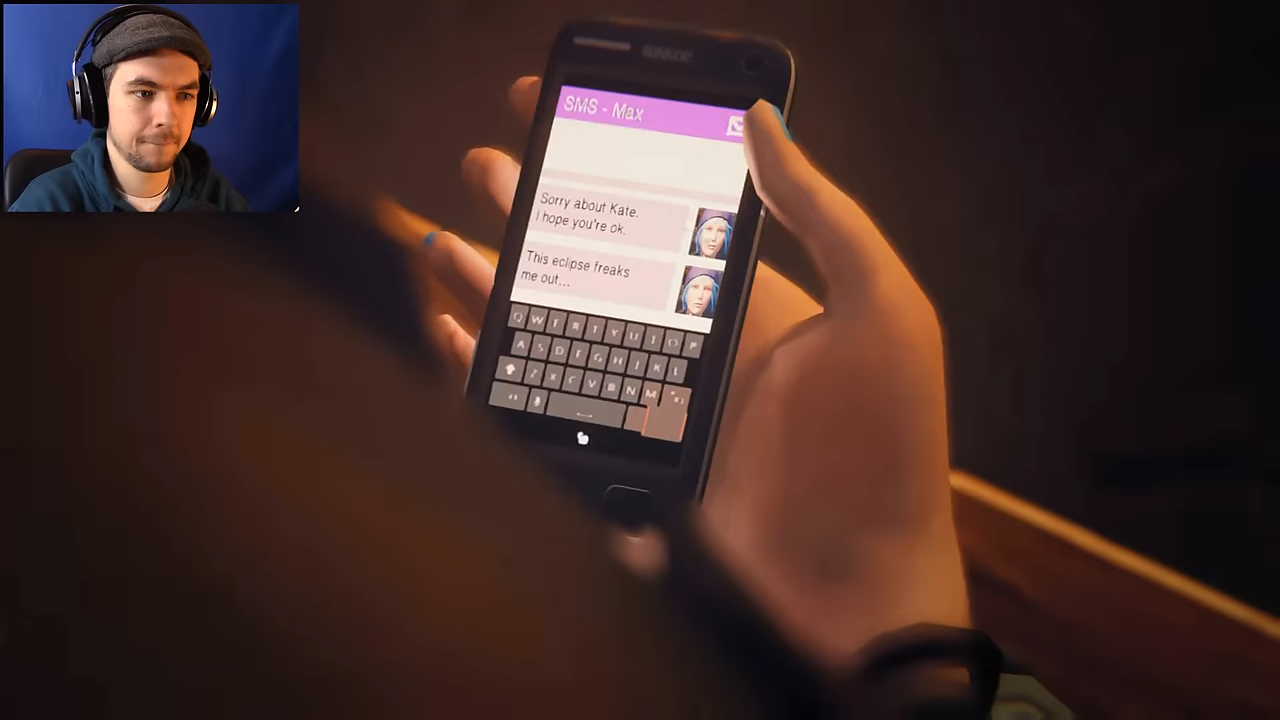 SMS - Max
Sorry about Kate.
I hope you're ok.
This eclipse freaks
me out...
Q W E R T Y U I O P
A S D F G H J K L
Z X C V B N M